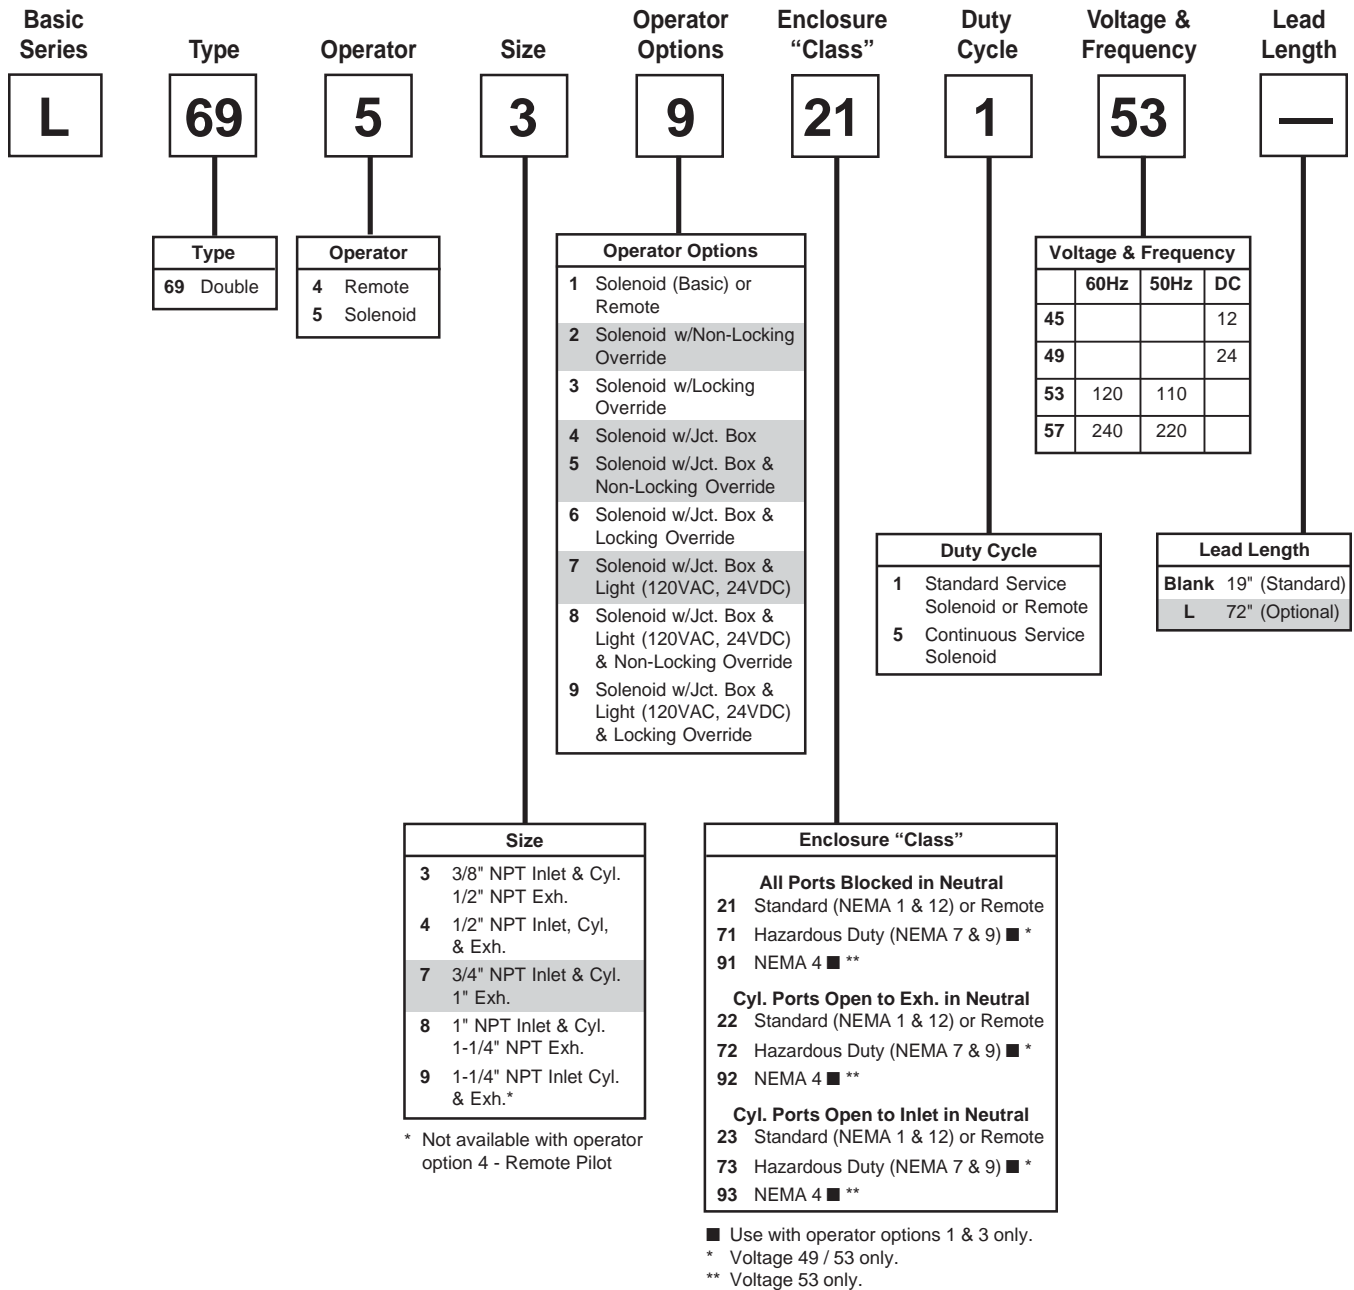 Basic Series
Type
Operator
Size
Operator Options
Enclosure “Class”
Duty Cycle
Voltage & Frequency
Lead Length
L 69 5 3 9 21 1 53 —
Type
69 Double
Operator
4 Remote
5 Solenoid
Operator Options
1 Solenoid (Basic) or
Remote
2 Solenoid w/Non-Locking
Override
3 Solenoid w/Locking
Override
4 Solenoid w/Jct. Box
5 Solenoid w/Jct. Box &
Non-Locking Override
6 Solenoid w/Jct. Box &
Locking Override
7 Solenoid w/Jct. Box &
Light (120VAC, 24VDC)
8 Solenoid w/Jct. Box &
Light (120VAC, 24VDC)
& Non-Locking Override
9 Solenoid w/Jct. Box &
Light (120VAC, 24VDC)
& Locking Override
Voltage & Frequency
60Hz 50Hz DC
45 12
49 24
53 120 110
57 240 220
Duty Cycle
1 Standard Service
Solenoid or Remote
5 Continuous Service
Solenoid
Lead Length
Blank 19" (Standard)
L 72" (Optional)
Size
3 3/8" NPT Inlet & Cyl.
1/2" NPT Exh.
4 1/2" NPT Inlet, Cyl,
& Exh.
7 3/4" NPT Inlet & Cyl.
1" Exh.
8 1" NPT Inlet & Cyl.
1-1/4" NPT Exh.
9 1-1/4" NPT Inlet Cyl.
& Exh.*
* Not available with operator
option 4 - Remote Pilot
Enclosure “Class”
All Ports Blocked in Neutral
21 Standard (NEMA 1 & 12) or Remote
71 Hazardous Duty (NEMA 7 & 9) ■ *
91 NEMA 4 ■ **
Cyl. Ports Open to Exh. in Neutral
22 Standard (NEMA 1 & 12) or Remote
72 Hazardous Duty (NEMA 7 & 9) ■ *
92 NEMA 4 ■ **
Cyl. Ports Open to Inlet in Neutral
23 Standard (NEMA 1 & 12) or Remote
73 Hazardous Duty (NEMA 7 & 9) ■ *
93 NEMA 4 ■ **
■ Use with operator options 1 & 3 only.
* Voltage 49 / 53 only.
** Voltage 53 only.